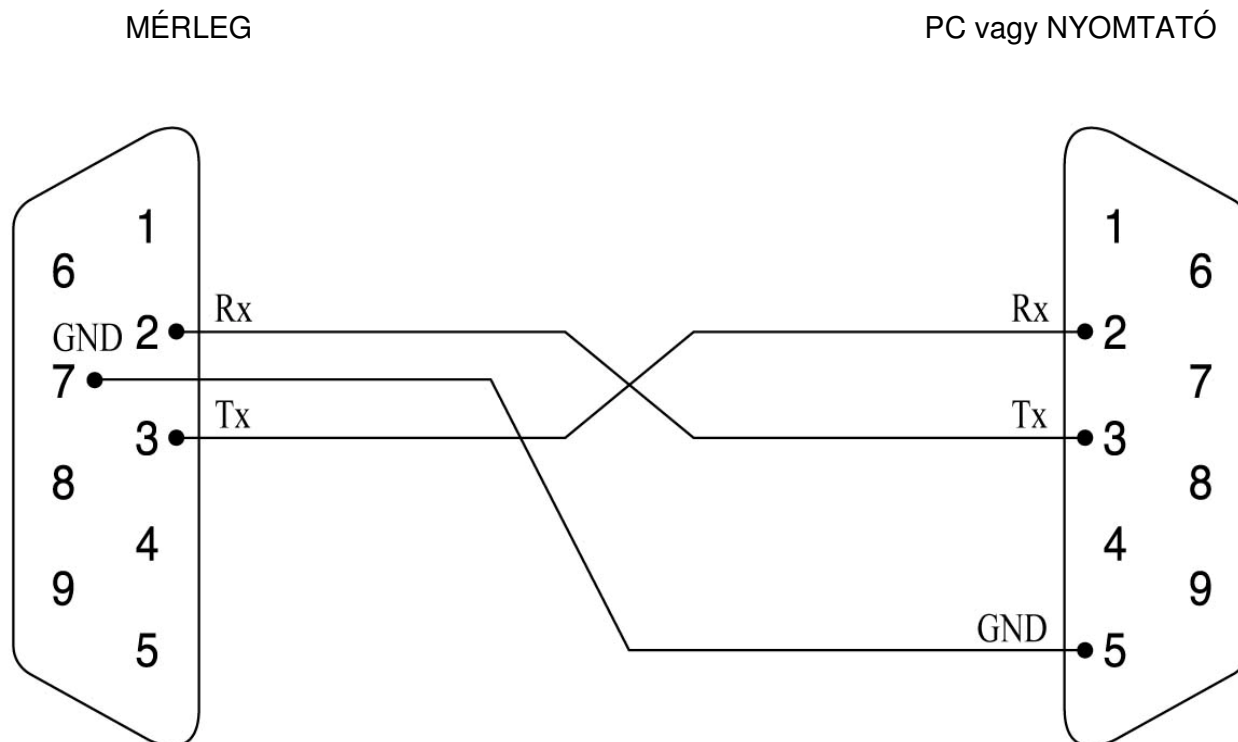 MÉRLEG PC vagy NYOMTATÓ
1 1
6 6
Rx Rx
GND 2 2
7 7
Tx Tx
3 3
8 8
4 4
9 9
GND
5 5